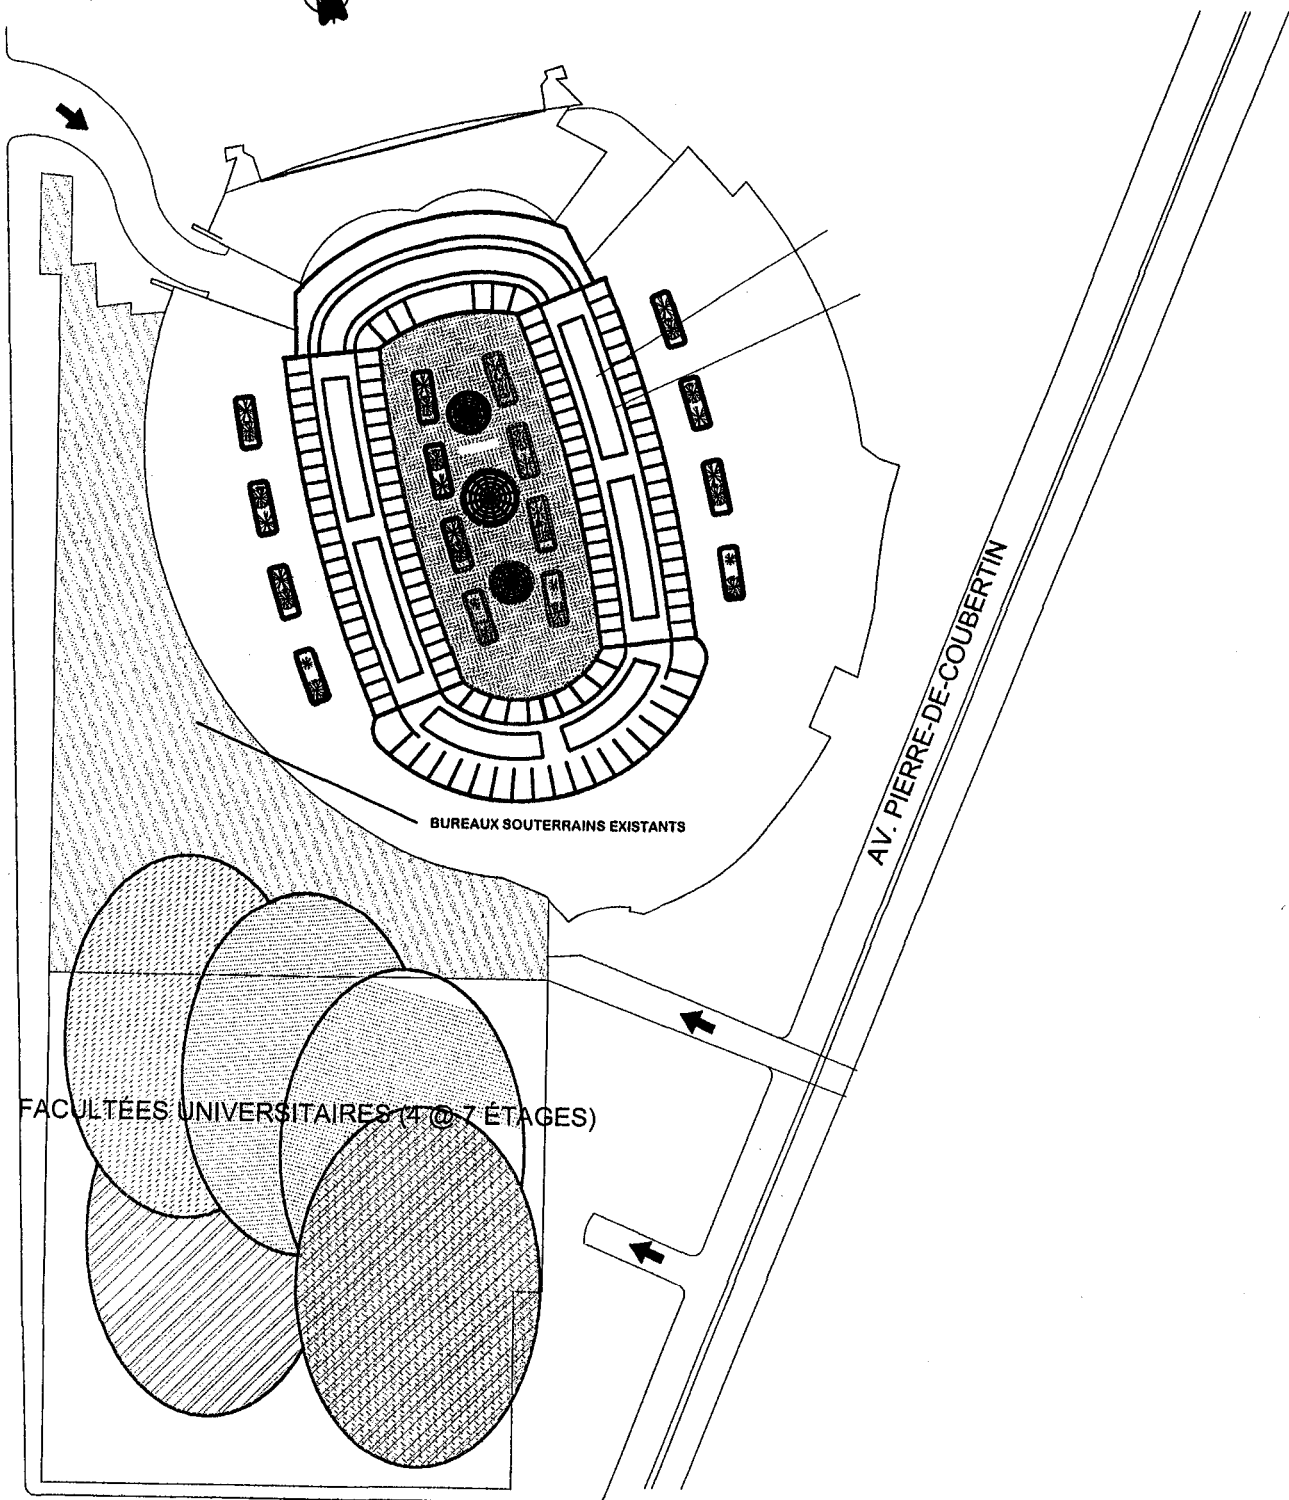 AV. PIERRE-DE-COUBERTIN
BUREAUX SOUTERRAINS EXISTANTS
FACULTÉES UNIVERSITAIRES (4 @ 7 ÉTAGES)